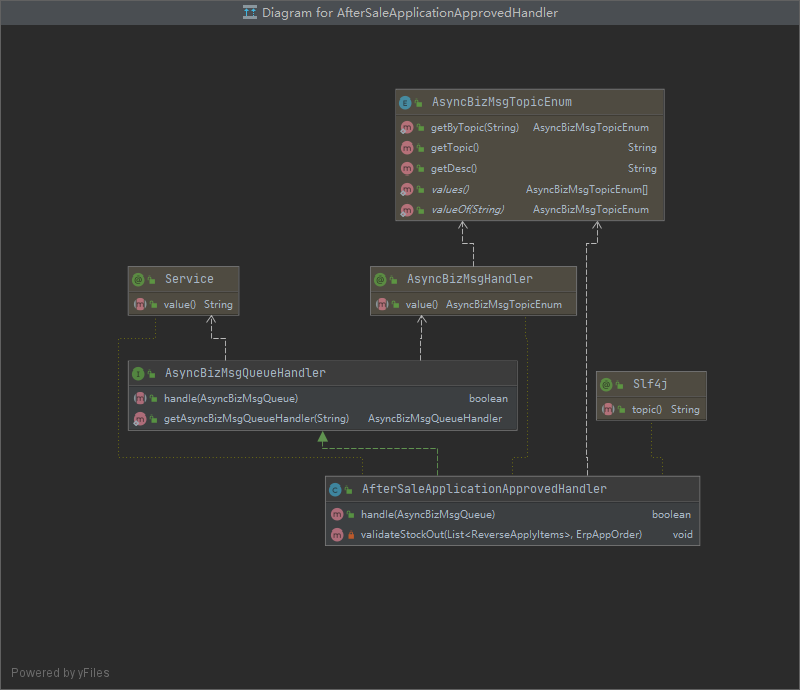 Diagram for AfterSaleApplicationApprovedHandler
E AsyncBizMsgTopicEnum
m getByTopic(String) AsyncBizMsgTopicEnum
m getTopic() String
m getDesc() String
m values() AsyncBizMsgTopicEnum[]
m valueOf(String) AsyncBizMsgTopicEnum
@ Service
m value() String
@ AsyncBizMsgHandler
m value() AsyncBizMsgTopicEnum
I AsyncBizMsgQueueHandler
m handle(AsyncBizMsgQueue) boolean
m getAsyncBizMsgQueueHandler(String) AsyncBizMsgQueueHandler
@ Slf4j
m topic() String
C AfterSaleApplicationApprovedHandler
m handle(AsyncBizMsgQueue) boolean
m validateStockOut(List<ReverseApplyItems>, ErpAppOrder) void
Powered by yFiles